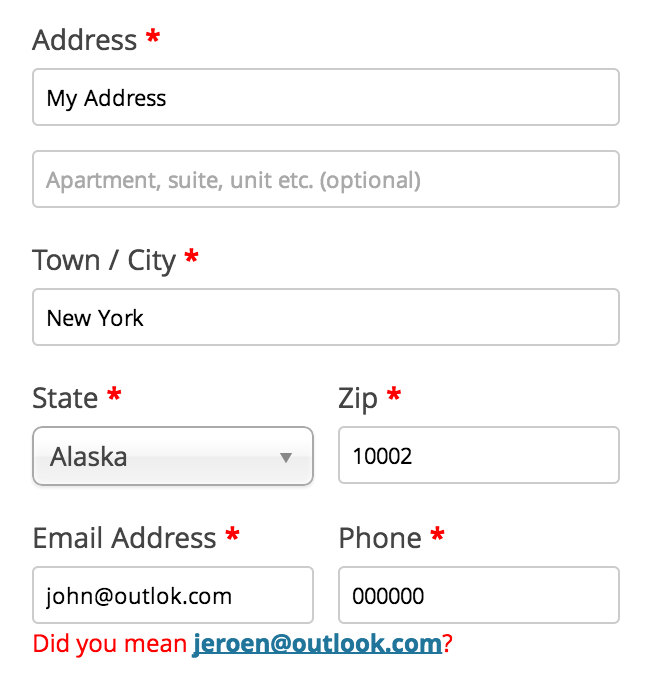 Address *
My Address
Apartment, suite, unit etc. (optional)
Town / City *
New York
State *
Zip *
Alaska
10002
Email Address *
Phone *
john@outlok.com
000000
Did you mean jeroen@outlook.com?